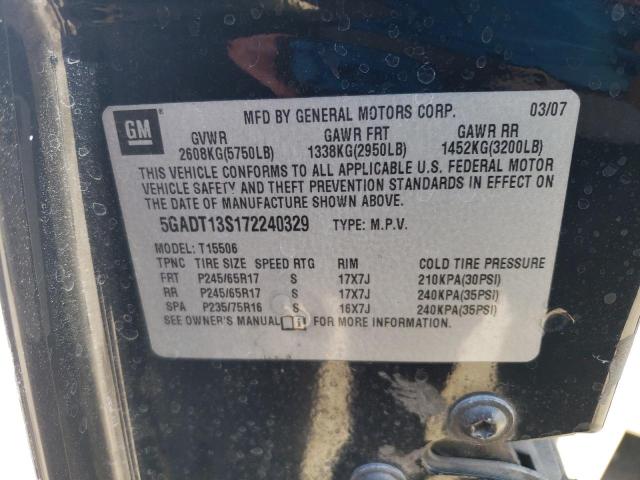 GM
MFD BY GENERAL MOTORS CORP. 03/07
GVWR GAWR FRT GAWR RR
2608KG(5750LB) 1338KG(2950LB) 1452KG(3200LB)
THIS VEHICLE CONFORMS TO ALL APPLICABLE U.S. FEDERAL MOTOR
VEHICLE SAFETY AND THEFT PREVENTION STANDARDS IN EFFECT ON
THE DATE OF MANUFACTURE SHOWN ABOVE.
5GADT13S172240329 TYPE: M.P.V.
MODEL: T15506
TPNC TIRE SIZE SPEED RTG RIM COLD TIRE PRESSURE
FRT P245/65R17 S 17X7J 210KPA(30PSI)
RR P245/65R17 S 17X7J 240KPA(35PSI)
SPA P235/75R16 S 16X7J 240KPA(35PSI)
SEE OWNER'S MANUAL i FOR MORE INFORMATION.